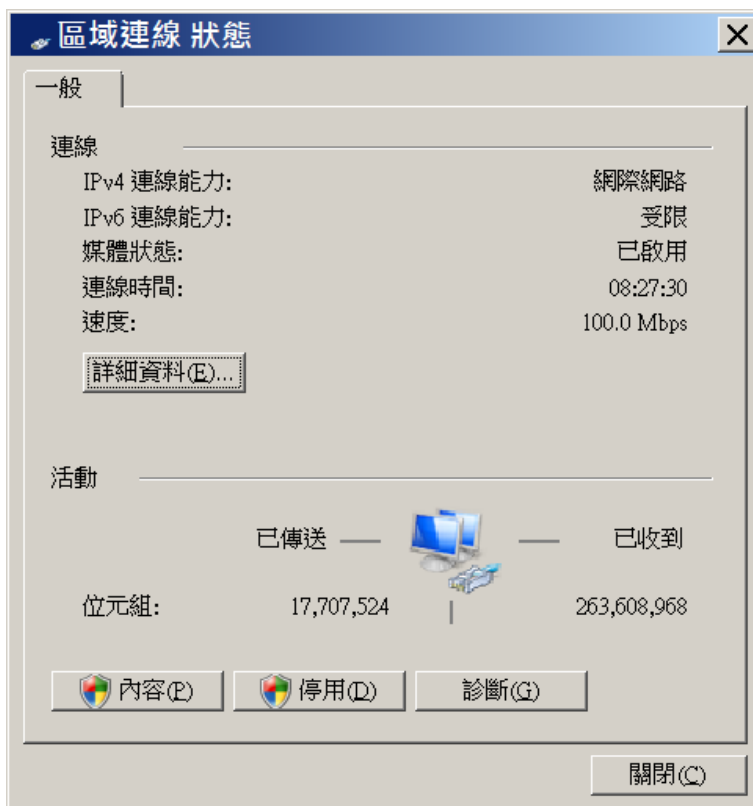 區域連線 狀態
一般
連線
IPv4 連線能力: 網際網路
IPv6 連線能力: 受限
媒體狀態: 已啟用
連線時間: 08:27:30
速度: 100.0 Mbps
詳細資料(E)...
活動
已傳送 已收到
位元組: 17,707,524 263,608,968
內容(P) 停用(D) 診斷(G)
關閉(C)